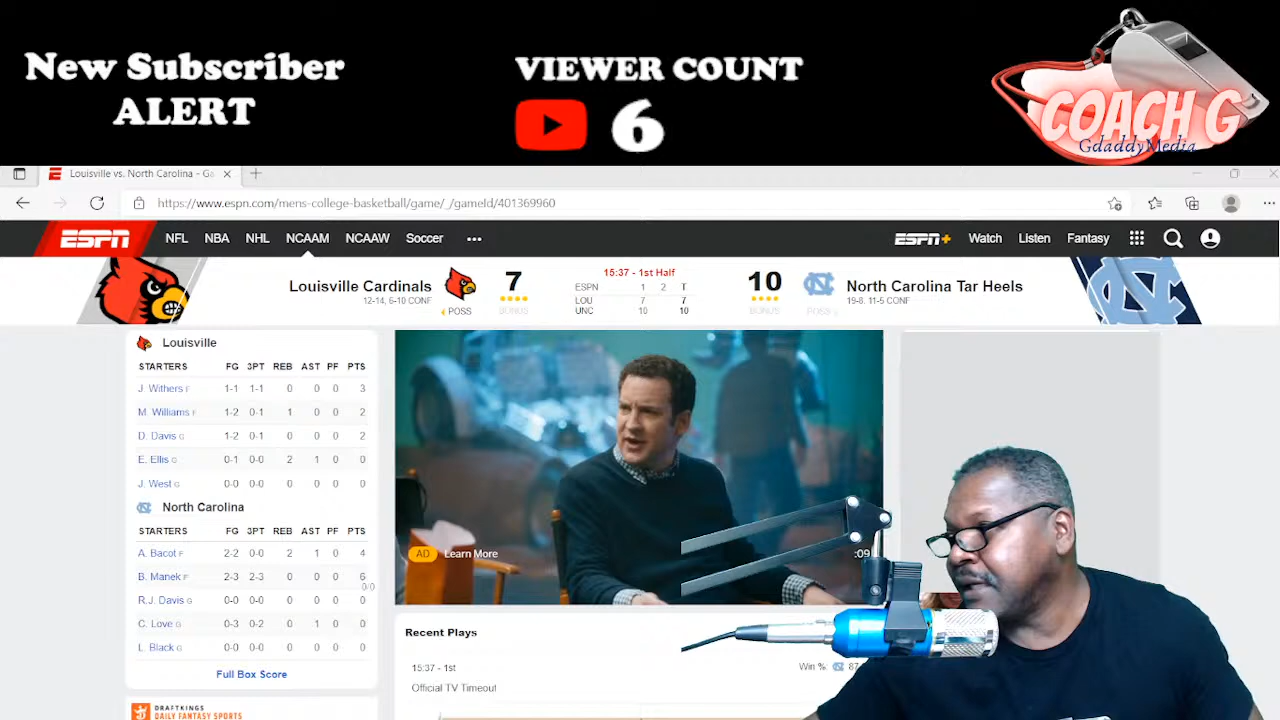 New Subscriber
ALERT
VIEWER COUNT
6
COACH G
GdaddyMedia
Louisville vs. North Carolina - Ga
https://www.espn.com/mens-college-basketball/game/_/gameId/401369960
ESPN NFL NBA NHL NCAAM NCAAW Soccer ... ESPN+ Watch Listen Fantasy
Louisville Cardinals
12-14, 6-10 CONF
POSS
7
BONUS
15:37 - 1st Half
ESPN 1 2 T
LOU 7 7
UNC 10 10
10
BONUS
POSS
North Carolina Tar Heels
19-8, 11-5 CONF
Louisville
STARTERS FG 3PT REB AST PF PTS
J. Withers F 1-1 1-1 0 0 0 3
M. Williams F 1-2 0-1 1 0 0 2
D. Davis G 1-2 0-1 0 0 0 2
E. Ellis G 0-1 0-0 2 1 0 0
J. West G 0-0 0-0 0 0 0 0
North Carolina
STARTERS FG 3PT REB AST PF PTS
A. Bacot F 2-2 0-0 2 1 0 4
B. Manek F 2-3 2-3 0 0 0 6
0/0
R.J. Davis G 0-0 0-0 0 0 0 0
C. Love G 0-3 0-2 0 1 0 0
L. Black G 0-0 0-0 0 0 0 0
Full Box Score
DRAFTKINGS
DAILY FANTASY SPORTS
AD Learn More
:09
Recent Plays
15:37 - 1st
Win %: 87
Official TV Timeout